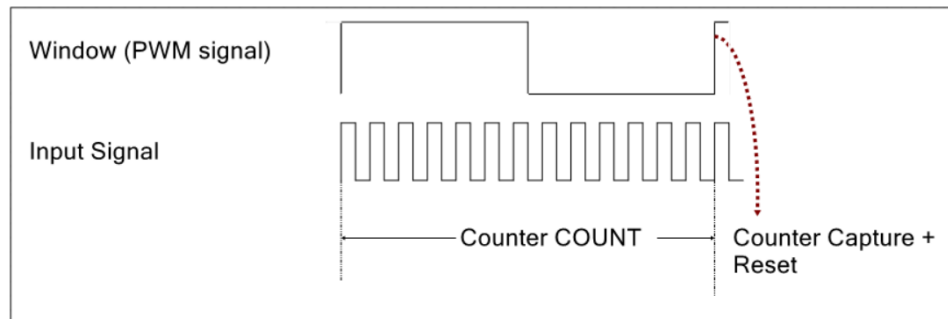 Window (PWM signal)
Input Signal
Counter COUNT
Counter Capture +
Reset